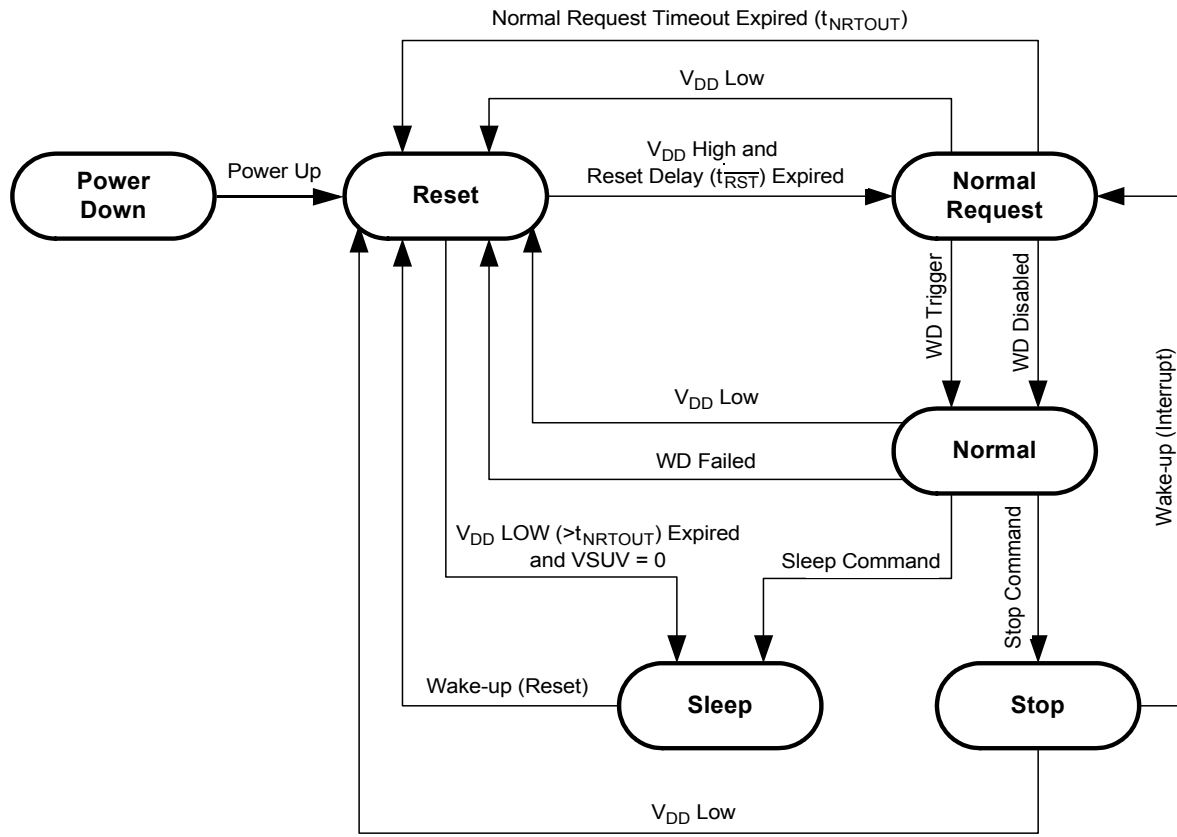 Normal Request Timeout Expired (tNRTOUT)
VDD Low
Power
Down
Power Up
Reset
VDD High and
Reset Delay (tRST) Expired
Normal
Request
WD Trigger
WD Disabled
Wake-up (Interrupt)
VDD Low
Normal
WD Failed
VDD LOW (>tNRTOUT) Expired
and VSUV = 0
Sleep Command
Stop Command
Wake-up (Reset)
Sleep
Stop
VDD Low